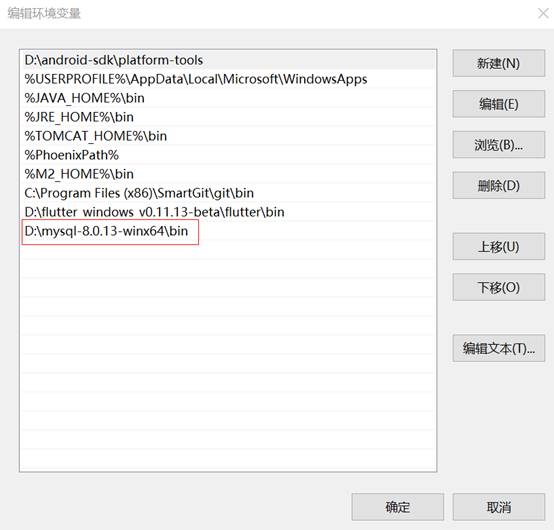 编辑环境变量
D:\android-sdk\platform-tools
%USERPROFILE%\AppData\Local\Microsoft\WindowsApps
%JAVA_HOME%\bin
%JRE_HOME%\bin
%TOMCAT_HOME%\bin
%PhoenixPath%
%M2_HOME%\bin
C:\Program Files (x86)\SmartGit\git\bin
D:\flutter_windows_v0.11.13-beta\flutter\bin
D:\mysql-8.0.13-winx64\bin
新建(N)
编辑(E)
浏览(B)...
删除(D)
上移(U)
下移(O)
编辑文本(T)...
确定
取消